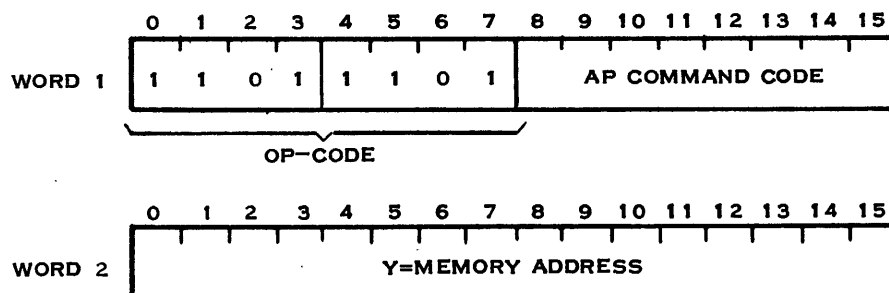 0 1 2 3 4 5 6 7 8 9 10 11 12 13 14 15
WORD 1 1 1 0 1 1 1 0 1 AP COMMAND CODE
OP-CODE
0 1 2 3 4 5 6 7 8 9 10 11 12 13 14 15
WORD 2 Y=MEMORY ADDRESS